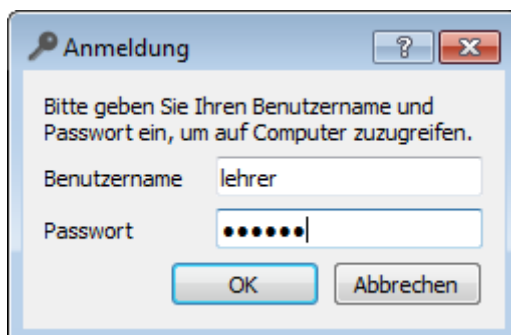 Anmeldung
Bitte geben Sie Ihren Benutzername und
Passwort ein, um auf Computer zuzugreifen.
Benutzername lehrer
Passwort ••••••
OK Abbrechen